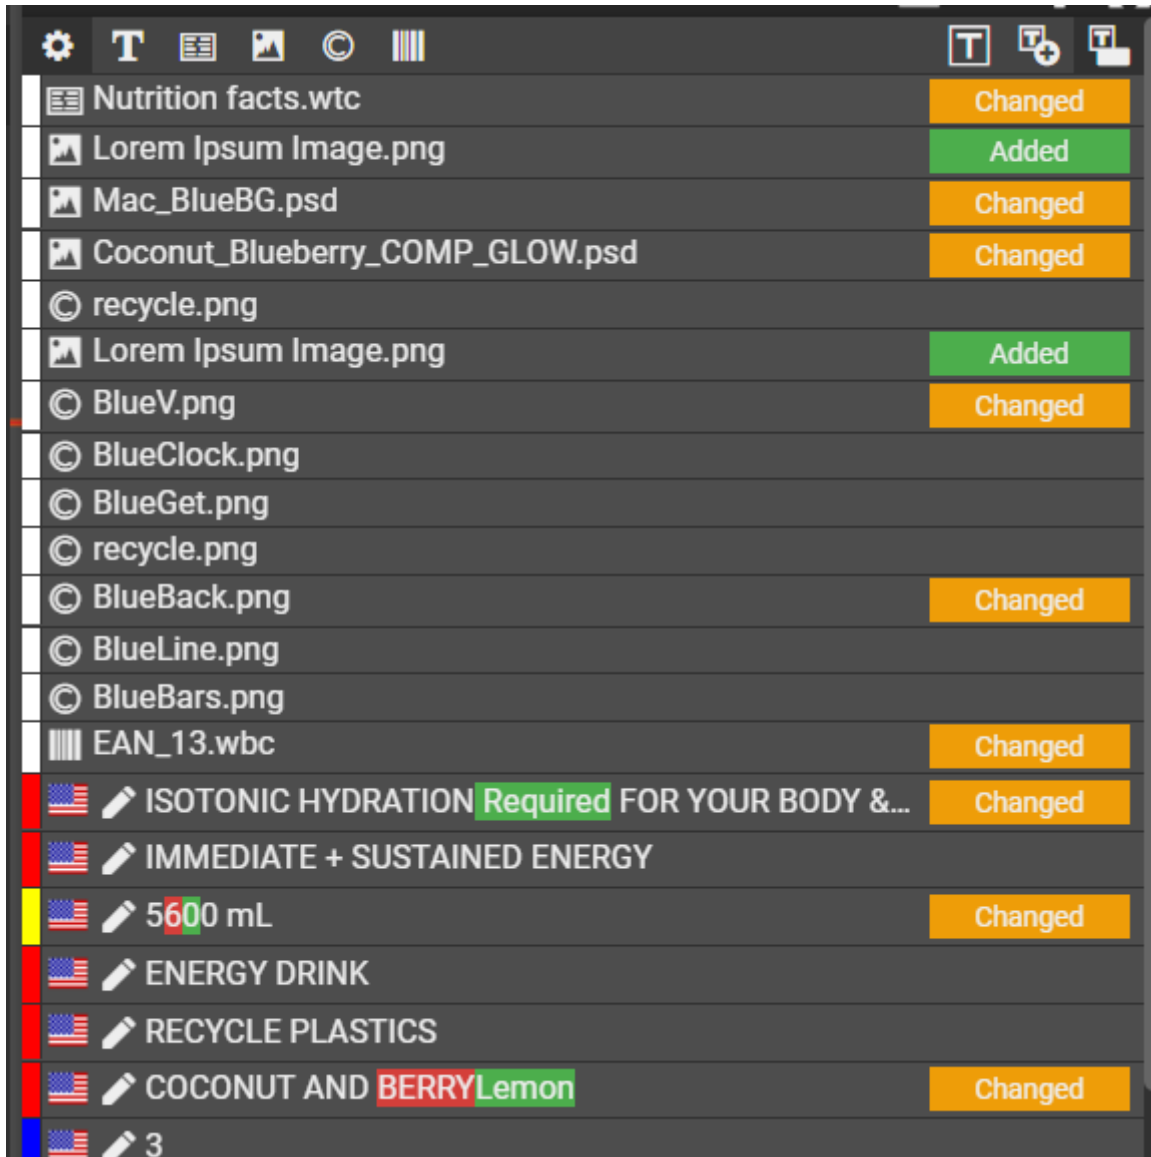 Nutrition facts.wtc Changed
Lorem Ipsum Image.png Added
Mac_BlueBG.psd Changed
Coconut_Blueberry_COMP_GLOW.psd Changed
recycle.png
Lorem Ipsum Image.png Added
BlueV.png Changed
BlueClock.png
BlueGet.png
recycle.png
BlueBack.png Changed
BlueLine.png
BlueBars.png
EAN_13.wbc Changed
ISOTONIC HYDRATION Required FOR YOUR BODY &... Changed
IMMEDIATE + SUSTAINED ENERGY
5600 mL Changed
ENERGY DRINK
RECYCLE PLASTICS
COCONUT AND BERRYLemon Changed
3